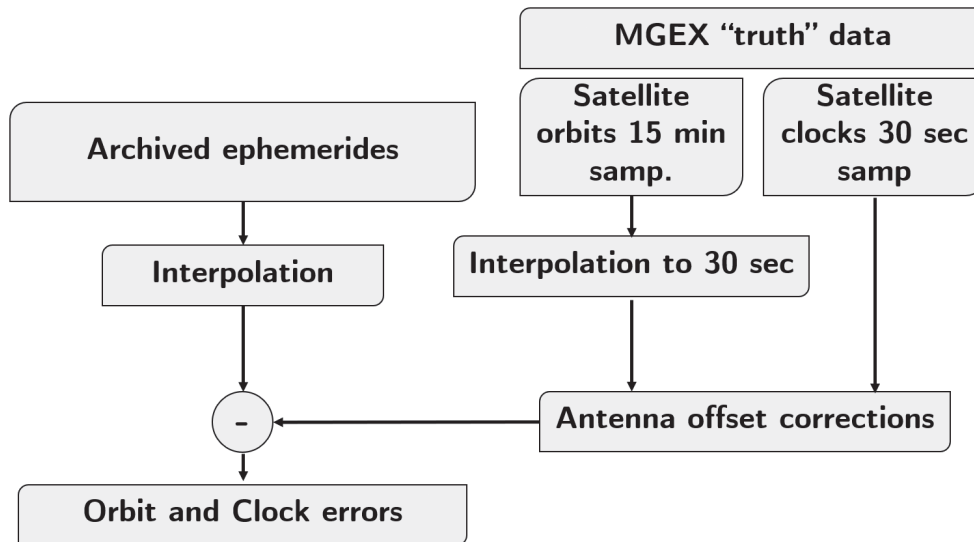 MGEX “truth” data
Archived ephemerides
Satellite
orbits 15 min
samp.
Satellite
clocks 30 sec
samp
Interpolation
Interpolation to 30 sec
-
Antenna offset corrections
Orbit and Clock errors